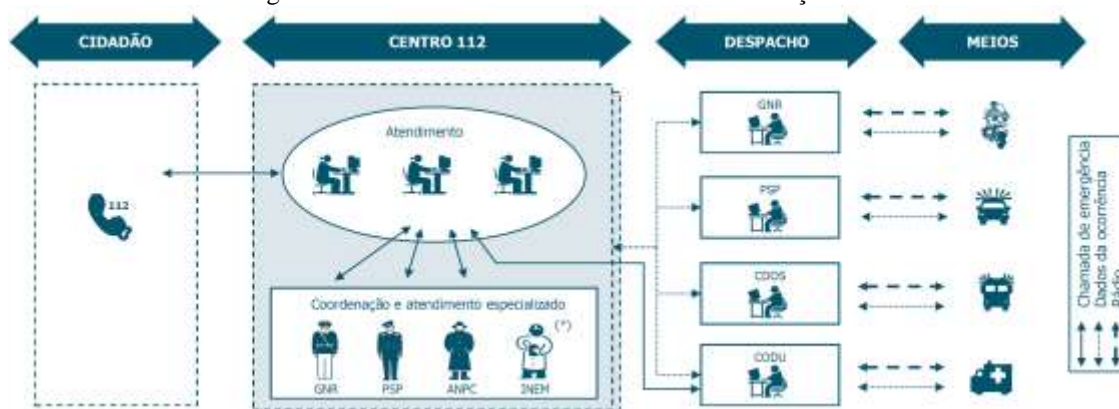 CIDADÃO
CENTRO 112
DESPACHO
MEIOS
112
Atendimento
Coordenação e atendimento especializado
(*)
GNR
PSP
ANPC
INEM
GNR
PSP
CDOS
CODU
Chamada de emergência
Dados da ocorrência